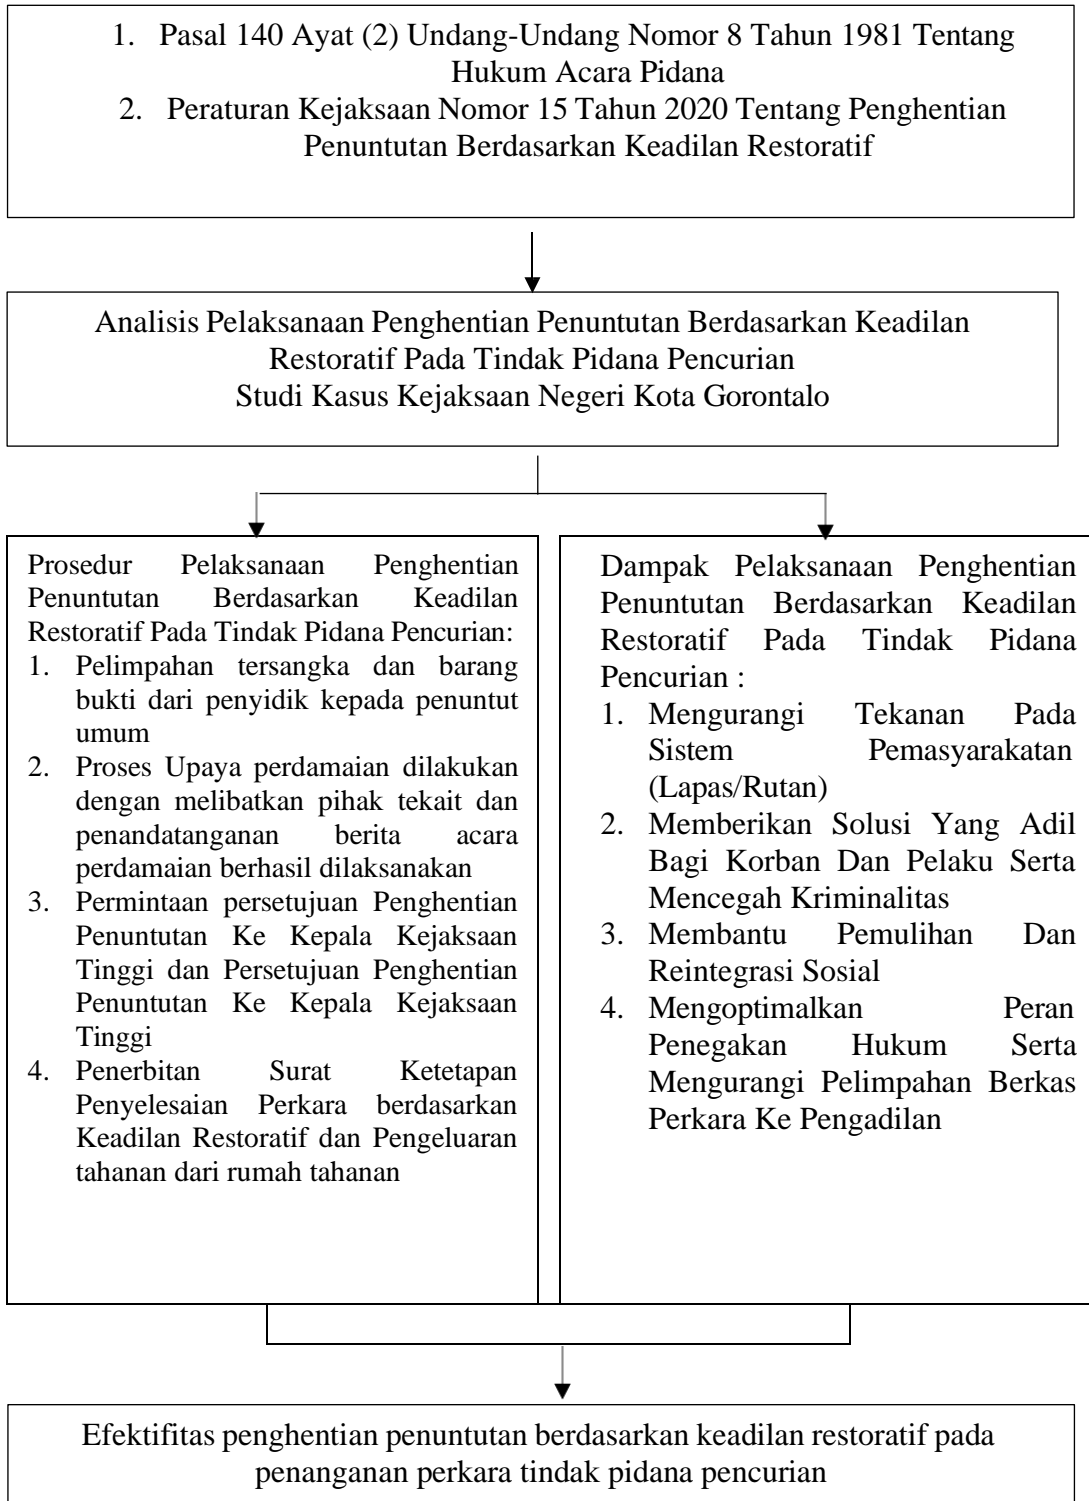 1. Pasal 140 Ayat (2) Undang-Undang Nomor 8 Tahun 1981 Tentang
Hukum Acara Pidana
2. Peraturan Kejaksaan Nomor 15 Tahun 2020 Tentang Penghentian
Penuntutan Berdasarkan Keadilan Restoratif
Analisis Pelaksanaan Penghentian Penuntutan Berdasarkan Keadilan
Restoratif Pada Tindak Pidana Pencurian
Studi Kasus Kejaksaan Negeri Kota Gorontalo
Prosedur Pelaksanaan Penghentian
Penuntutan Berdasarkan Keadilan
Restoratif Pada Tindak Pidana Pencurian:
1. Pelimpahan tersangka dan barang
bukti dari penyidik kepada penuntut
umum
2. Proses Upaya perdamaian dilakukan
dengan melibatkan pihak tekait dan
penandatanganan berita acara
perdamaian berhasil dilaksanakan
3. Permintaan persetujuan Penghentian
Penuntutan Ke Kepala Kejaksaan
Tinggi dan Persetujuan Penghentian
Penuntutan Ke Kepala Kejaksaan
Tinggi
4. Penerbitan Surat Ketetapan
Penyelesaian Perkara berdasarkan
Keadilan Restoratif dan Pengeluaran
tahanan dari rumah tahanan
Dampak Pelaksanaan Penghentian
Penuntutan Berdasarkan Keadilan
Restoratif Pada Tindak Pidana
Pencurian :
1. Mengurangi Tekanan Pada
Sistem Pemasyarakatan
(Lapas/Rutan)
2. Memberikan Solusi Yang Adil
Bagi Korban Dan Pelaku Serta
Mencegah Kriminalitas
3. Membantu Pemulihan Dan
Reintegrasi Sosial
4. Mengoptimalkan Peran
Penegakan Hukum Serta
Mengurangi Pelimpahan Berkas
Perkara Ke Pengadilan
Efektifitas penghentian penuntutan berdasarkan keadilan restoratif pada
penanganan perkara tindak pidana pencurian